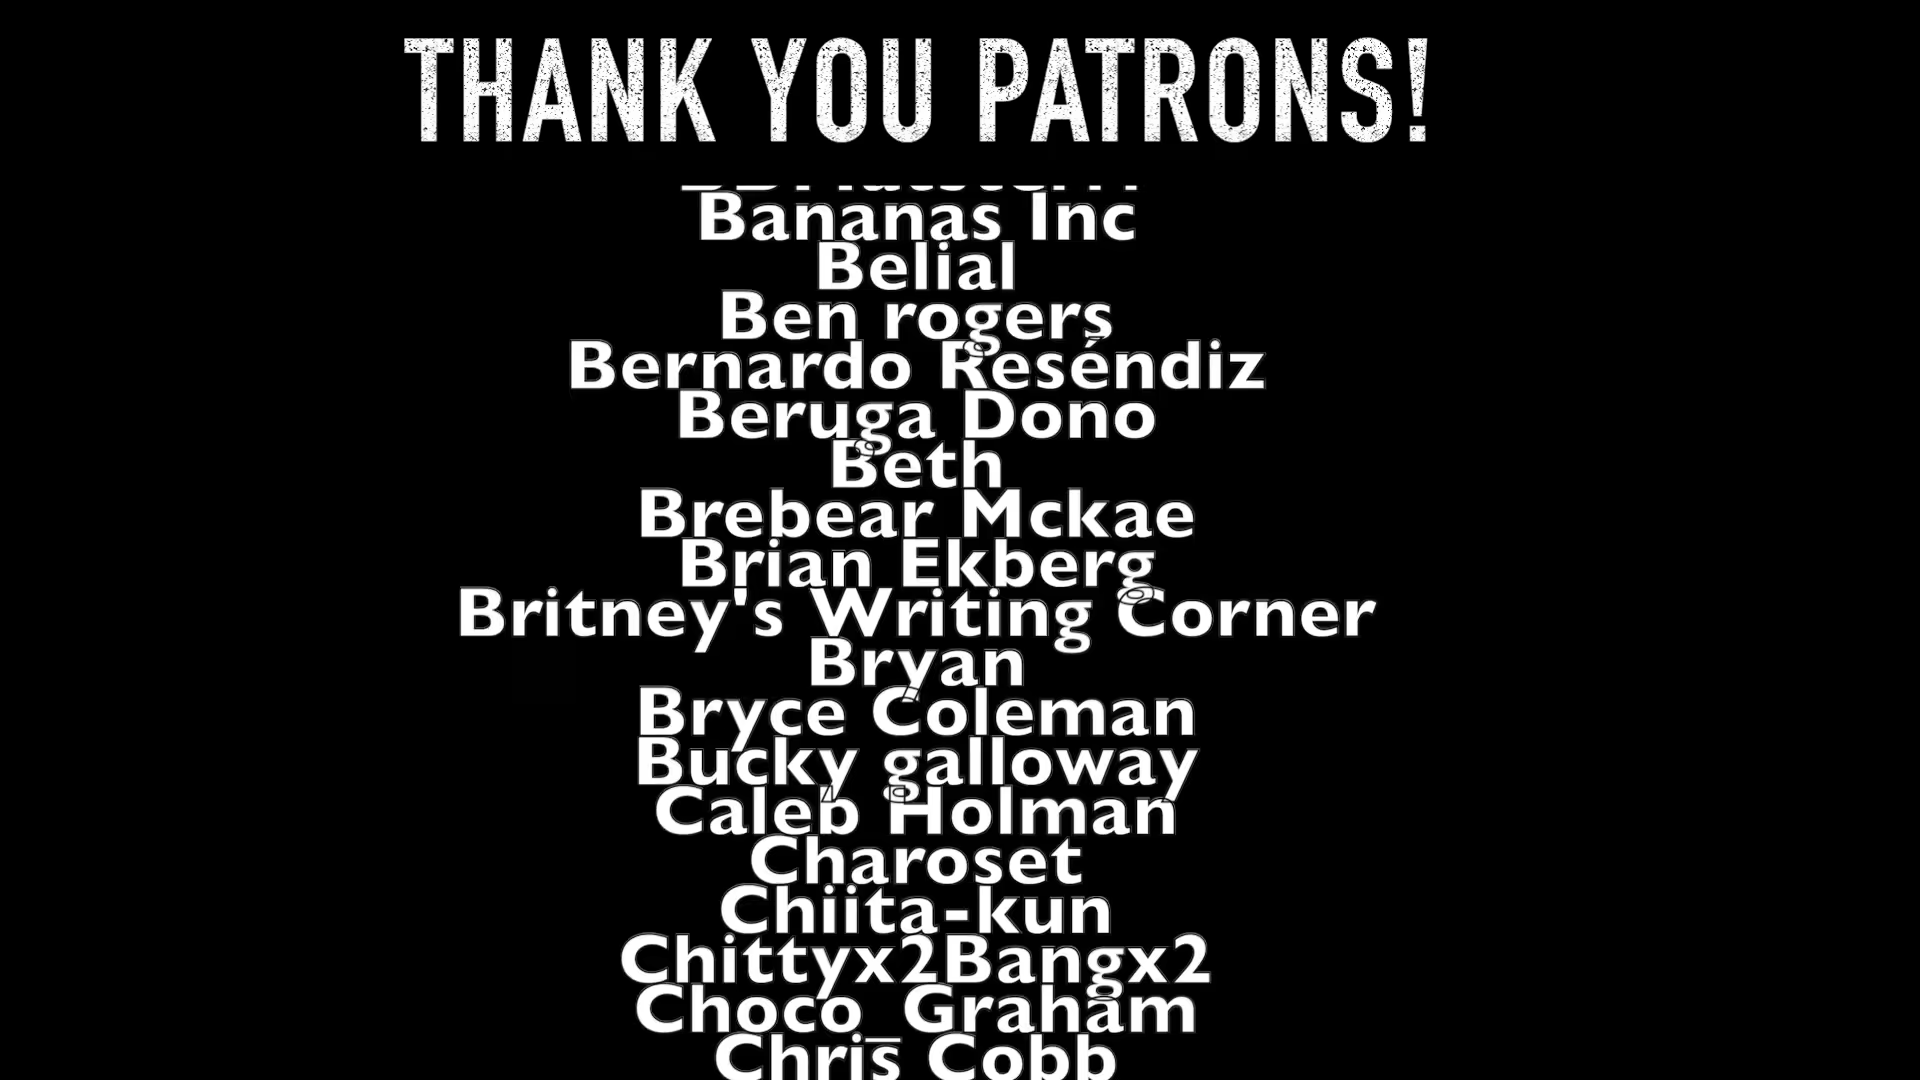 THANK YOU PATRONS!
Bananas Inc
Belial
Ben rogers
Bernardo Reséndiz
Beruga Dono
Beth
Brebear Mckae
Brian Ekberg
Britney's Writing Corner
Bryan
Bryce Coleman
Bucky galloway
Caleb Holman
Charoset
Chiita-kun
Chittyx2Bangx2
Choco_Graham
Chris Cobb